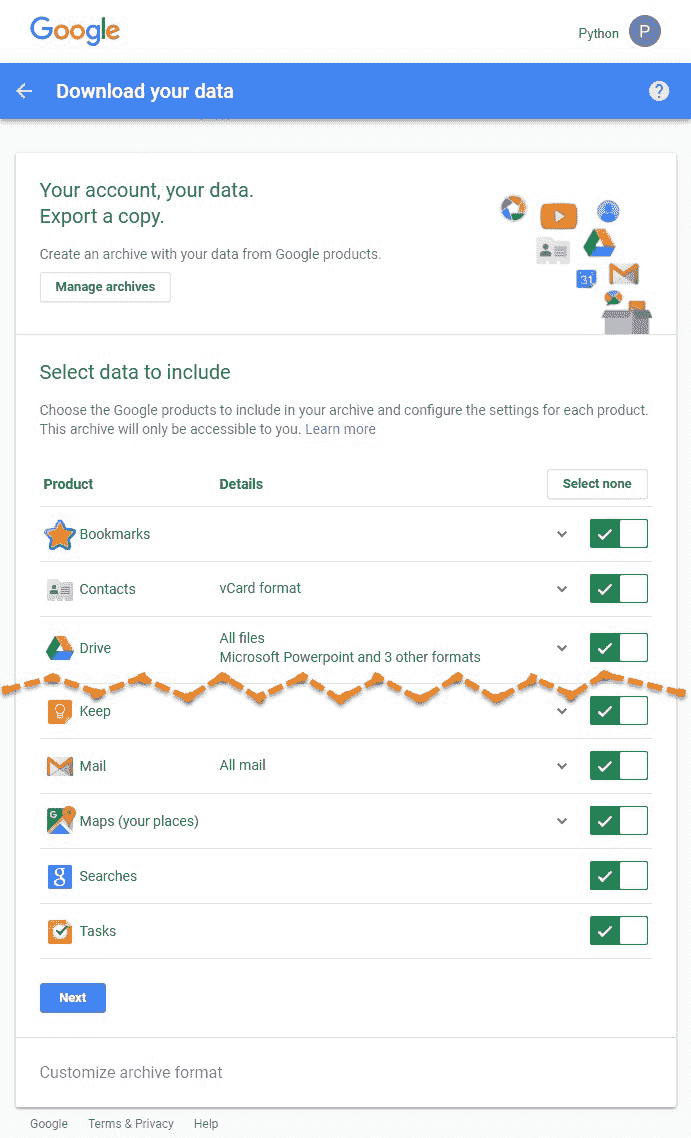 Google
Python P
Download your data ?
Your account, your data.
Export a copy.
Create an archive with your data from Google products.
Manage archives
31
Select data to include
Choose the Google products to include in your archive and configure the settings for each product.
This archive will only be accessible to you. Learn more
Product Details Select none
Bookmarks
Contacts vCard format
Drive All files
Microsoft Powerpoint and 3 other formats
Keep
Mail All mail
G Maps (your places)
g Searches
Tasks
Next
Customize archive format
Google Terms & Privacy Help